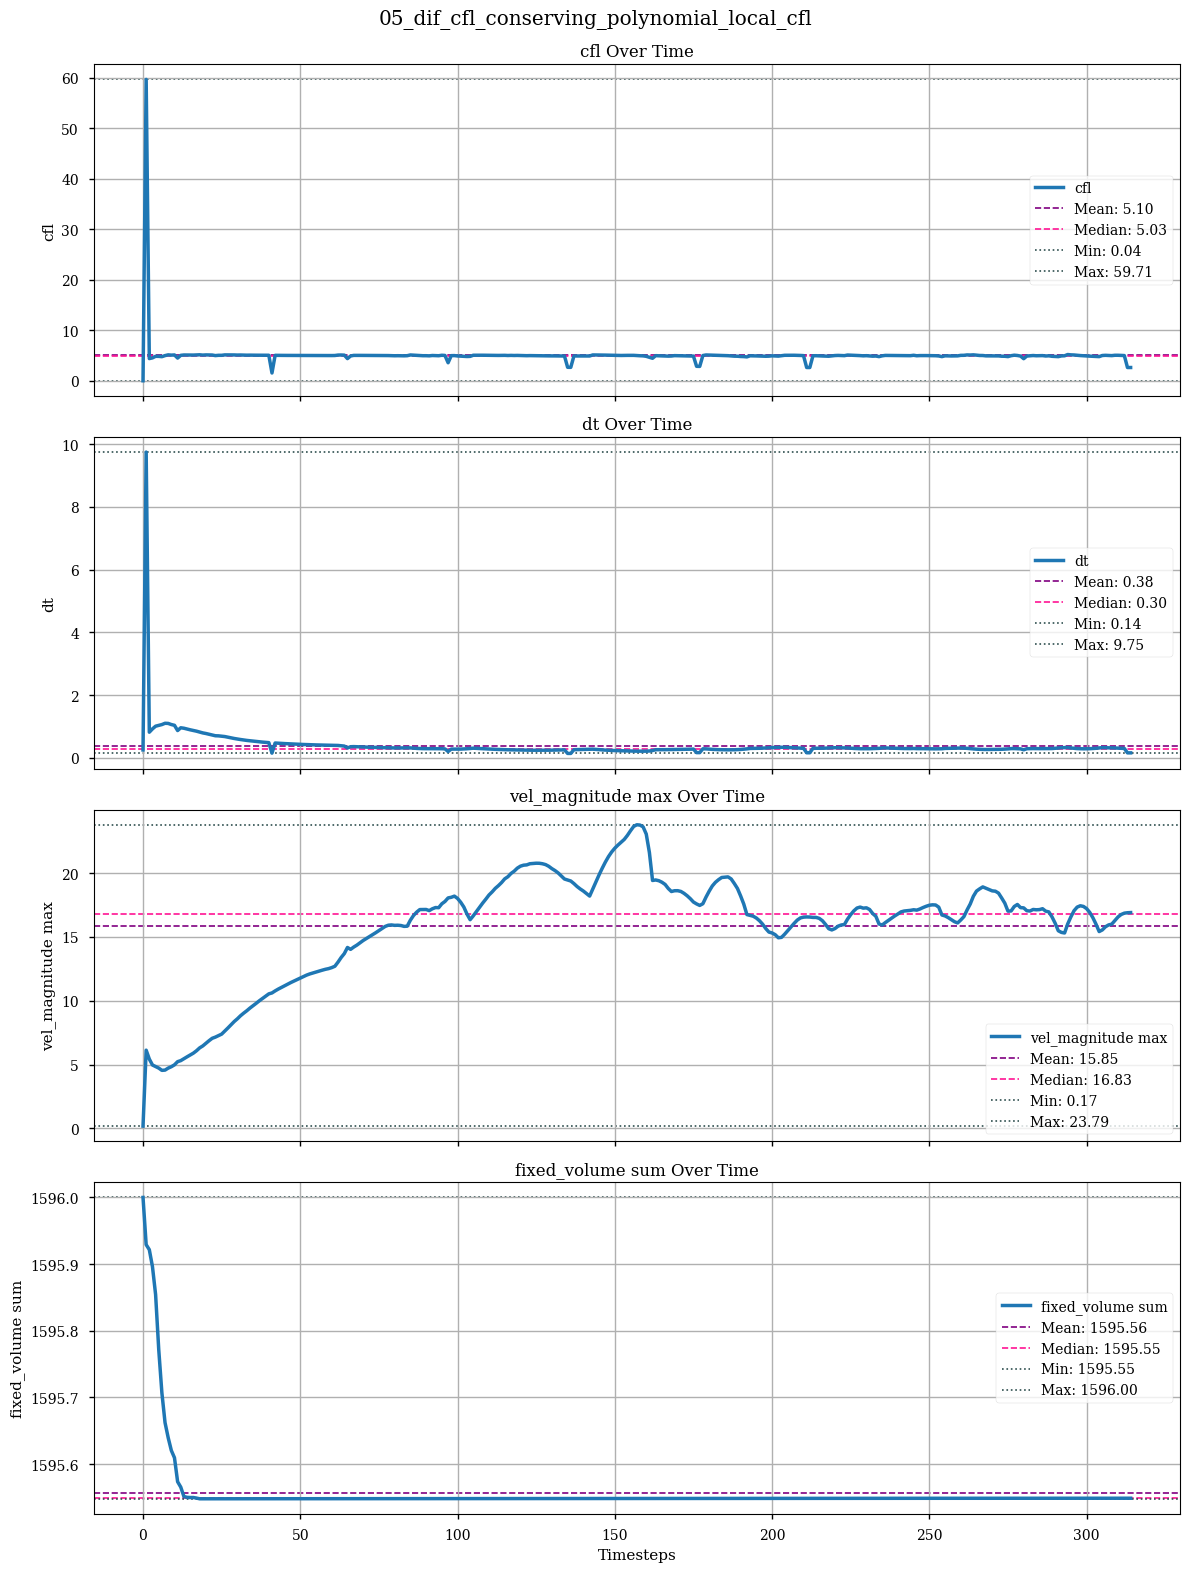 05_dif_cfl_conserving_polynomial_local_cfl
cfl Over Time
60
50
40
30
20
10
0
cfl
cfl
Mean: 5.10
Median: 5.03
Min: 0.04
Max: 59.71
dt Over Time
10
8
6
4
2
0
dt
dt
Mean: 0.38
Median: 0.30
Min: 0.14
Max: 9.75
vel_magnitude max Over Time
20
15
10
5
0
vel_magnitude max
vel_magnitude max
Mean: 15.85
Median: 16.83
Min: 0.17
Max: 23.79
fixed_volume sum Over Time
1596.0
1595.9
1595.8
1595.7
1595.6
fixed_volume sum
fixed_volume sum
Mean: 1595.56
Median: 1595.55
Min: 1595.55
Max: 1596.00
0 50 100 150 200 250 300
Timesteps